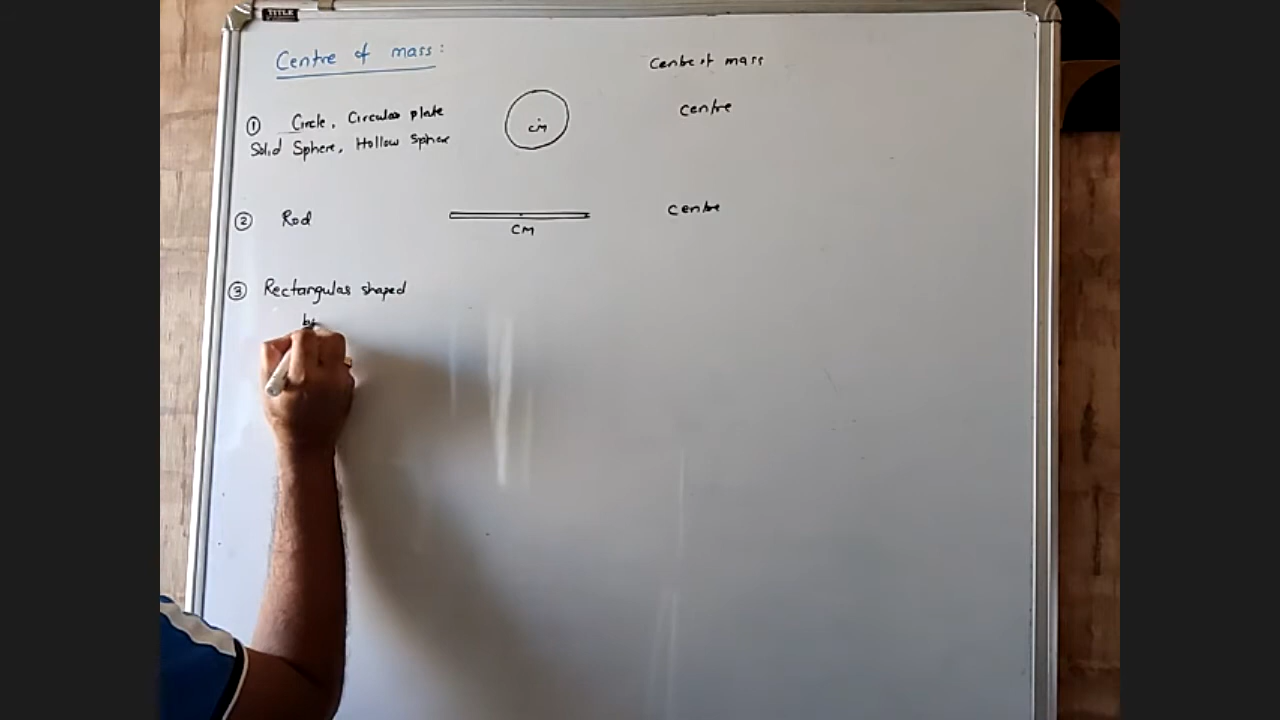 TITLE
Centre of mass:
Centre of mass
① Circle, Circular plate
Solid Sphere, Hollow Sphere
CM
centre
② Rod
CM
centre
③ Rectangular shaped